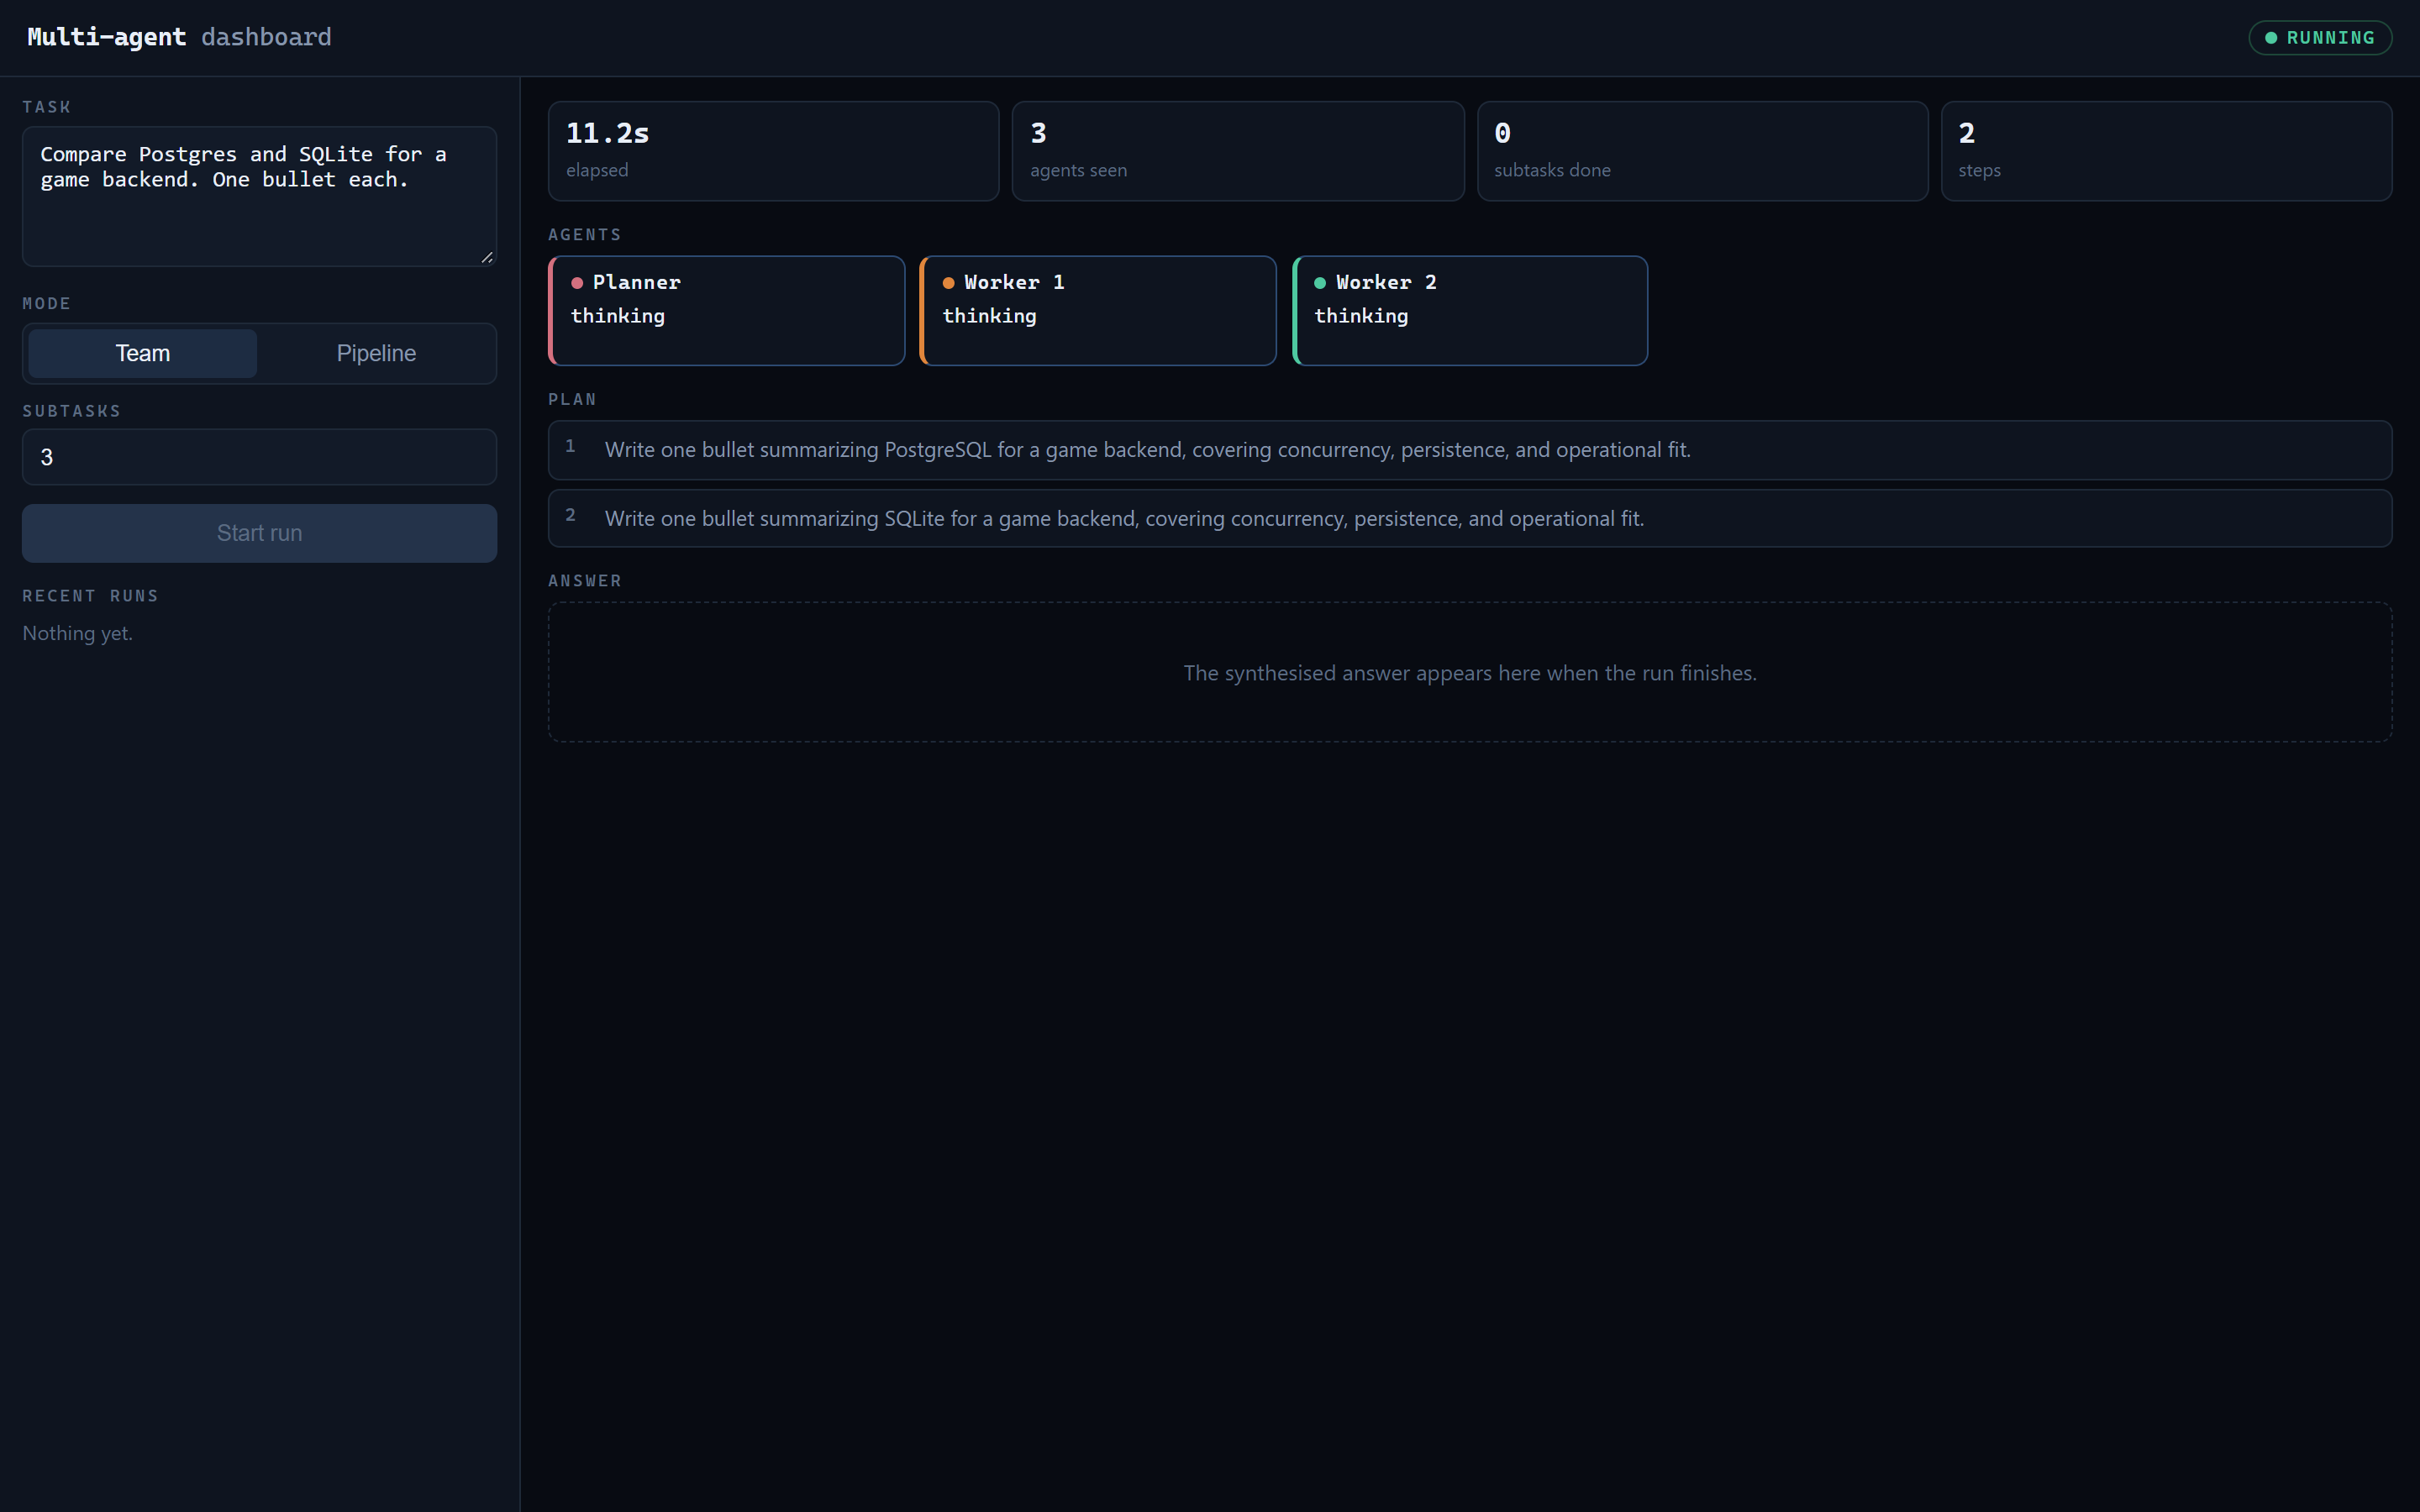 Multi-agent dashboard
RUNNING
TASK
Compare Postgres and SQLite for a
game backend. One bullet each.
MODE
Team
Pipeline
SUBTASKS
3
Start run
RECENT RUNS
Nothing yet.
11.2s
elapsed
3
agents seen
0
subtasks done
2
steps
AGENTS
Planner
thinking
Worker 1
thinking
Worker 2
thinking
PLAN
1 Write one bullet summarizing PostgreSQL for a game backend, covering concurrency, persistence, and operational fit.
2 Write one bullet summarizing SQLite for a game backend, covering concurrency, persistence, and operational fit.
ANSWER
The synthesised answer appears here when the run finishes.